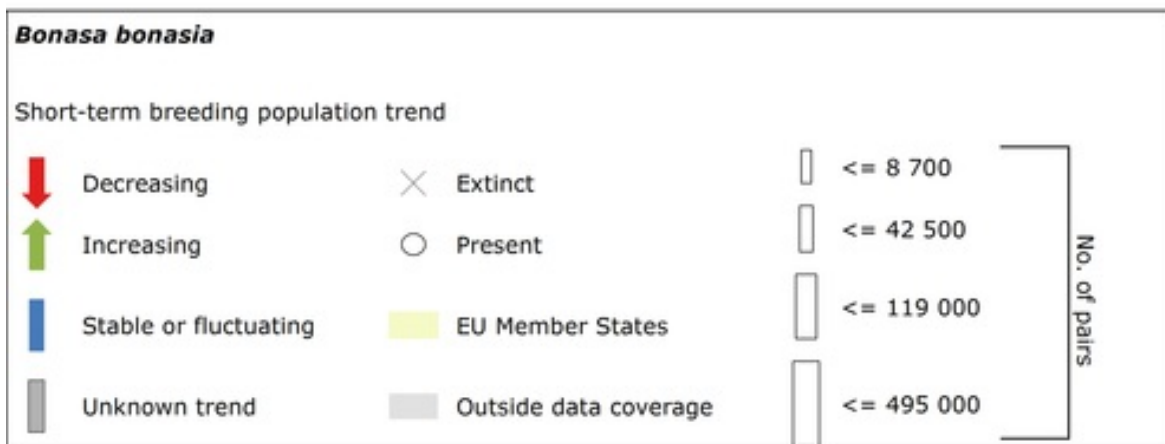 Bonasa bonasia
Short-term breeding population trend
Decreasing
Extinct
<= 8 700
Increasing
Present
<= 42 500
Stable or fluctuating
EU Member States
<= 119 000
Unknown trend
Outside data coverage
<= 495 000
No. of pairs